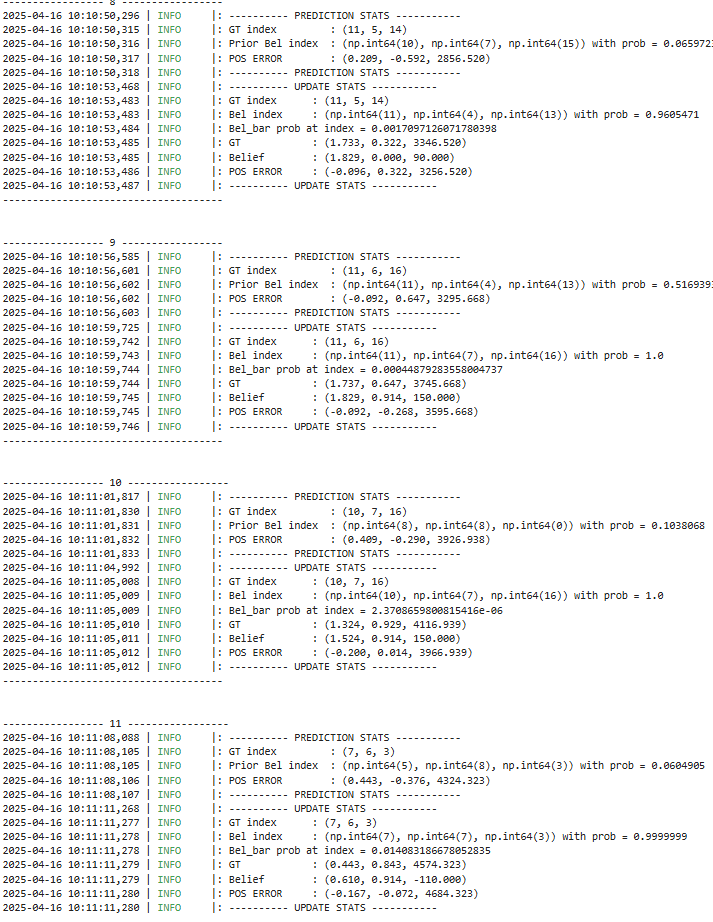 ----------------- 8 -----------------
2025-04-16 10:10:50,296 | INFO     |: ---------- PREDICTION STATS -----------
2025-04-16 10:10:50,315 | INFO     |: GT index         : (11, 5, 14)
2025-04-16 10:10:50,316 | INFO     |: Prior Bel index  : (np.int64(10), np.int64(7), np.int64(15)) with prob = 0.065972
2025-04-16 10:10:50,317 | INFO     |: POS ERROR        : (0.209, -0.592, 2856.520)
2025-04-16 10:10:50,318 | INFO     |: ---------- PREDICTION STATS -----------
2025-04-16 10:10:53,468 | INFO     |: ---------- UPDATE STATS -----------
2025-04-16 10:10:53,483 | INFO     |: GT index      : (11, 5, 14)
2025-04-16 10:10:53,483 | INFO     |: Bel index     : (np.int64(11), np.int64(4), np.int64(13)) with prob = 0.9605471
2025-04-16 10:10:53,484 | INFO     |: Bel_bar prob at index = 0.0017097126071780398
2025-04-16 10:10:53,485 | INFO     |: GT            : (1.733, 0.322, 3346.520)
2025-04-16 10:10:53,485 | INFO     |: Belief        : (1.829, 0.000, 90.000)
2025-04-16 10:10:53,486 | INFO     |: POS ERROR     : (-0.096, 0.322, 3256.520)
2025-04-16 10:10:53,487 | INFO     |: ---------- UPDATE STATS -----------
-------------------------------------
----------------- 9 -----------------
2025-04-16 10:10:56,585 | INFO     |: ---------- PREDICTION STATS -----------
2025-04-16 10:10:56,601 | INFO     |: GT index         : (11, 6, 16)
2025-04-16 10:10:56,602 | INFO     |: Prior Bel index  : (np.int64(11), np.int64(4), np.int64(13)) with prob = 0.516939
2025-04-16 10:10:56,602 | INFO     |: POS ERROR        : (-0.092, 0.647, 3295.668)
2025-04-16 10:10:56,603 | INFO     |: ---------- PREDICTION STATS -----------
2025-04-16 10:10:59,725 | INFO     |: ---------- UPDATE STATS -----------
2025-04-16 10:10:59,742 | INFO     |: GT index      : (11, 6, 16)
2025-04-16 10:10:59,743 | INFO     |: Bel index     : (np.int64(11), np.int64(7), np.int64(16)) with prob = 1.0
2025-04-16 10:10:59,744 | INFO     |: Bel_bar prob at index = 0.00044879283558004737
2025-04-16 10:10:59,744 | INFO     |: GT            : (1.737, 0.647, 3745.668)
2025-04-16 10:10:59,745 | INFO     |: Belief        : (1.829, 0.914, 150.000)
2025-04-16 10:10:59,745 | INFO     |: POS ERROR     : (-0.092, -0.268, 3595.668)
2025-04-16 10:10:59,746 | INFO     |: ---------- UPDATE STATS -----------
-------------------------------------
----------------- 10 -----------------
2025-04-16 10:11:01,817 | INFO     |: ---------- PREDICTION STATS -----------
2025-04-16 10:11:01,830 | INFO     |: GT index         : (10, 7, 16)
2025-04-16 10:11:01,831 | INFO     |: Prior Bel index  : (np.int64(8), np.int64(8), np.int64(0)) with prob = 0.1038068
2025-04-16 10:11:01,832 | INFO     |: POS ERROR        : (0.409, -0.290, 3926.938)
2025-04-16 10:11:01,833 | INFO     |: ---------- PREDICTION STATS -----------
2025-04-16 10:11:04,992 | INFO     |: ---------- UPDATE STATS -----------
2025-04-16 10:11:05,008 | INFO     |: GT index      : (10, 7, 16)
2025-04-16 10:11:05,009 | INFO     |: Bel index     : (np.int64(10), np.int64(7), np.int64(16)) with prob = 1.0
2025-04-16 10:11:05,009 | INFO     |: Bel_bar prob at index = 2.3708659800815416e-06
2025-04-16 10:11:05,010 | INFO     |: GT            : (1.324, 0.929, 4116.939)
2025-04-16 10:11:05,011 | INFO     |: Belief        : (1.524, 0.914, 150.000)
2025-04-16 10:11:05,012 | INFO     |: POS ERROR     : (-0.200, 0.014, 3966.939)
2025-04-16 10:11:05,012 | INFO     |: ---------- UPDATE STATS -----------
-------------------------------------
----------------- 11 -----------------
2025-04-16 10:11:08,088 | INFO     |: ---------- PREDICTION STATS -----------
2025-04-16 10:11:08,105 | INFO     |: GT index         : (7, 6, 3)
2025-04-16 10:11:08,105 | INFO     |: Prior Bel index  : (np.int64(5), np.int64(8), np.int64(3)) with prob = 0.0604905
2025-04-16 10:11:08,106 | INFO     |: POS ERROR        : (0.443, -0.376, 4324.323)
2025-04-16 10:11:08,107 | INFO     |: ---------- PREDICTION STATS -----------
2025-04-16 10:11:11,268 | INFO     |: ---------- UPDATE STATS -----------
2025-04-16 10:11:11,277 | INFO     |: GT index      : (7, 6, 3)
2025-04-16 10:11:11,278 | INFO     |: Bel index     : (np.int64(7), np.int64(7), np.int64(3)) with prob = 0.9999999
2025-04-16 10:11:11,278 | INFO     |: Bel_bar prob at index = 0.014083186678052835
2025-04-16 10:11:11,279 | INFO     |: GT            : (0.443, 0.843, 4574.323)
2025-04-16 10:11:11,279 | INFO     |: Belief        : (0.610, 0.914, -110.000)
2025-04-16 10:11:11,280 | INFO     |: POS ERROR     : (-0.167, -0.072, 4684.323)
2025-04-16 10:11:11,280 | INFO     |: ---------- UPDATE STATS -----------